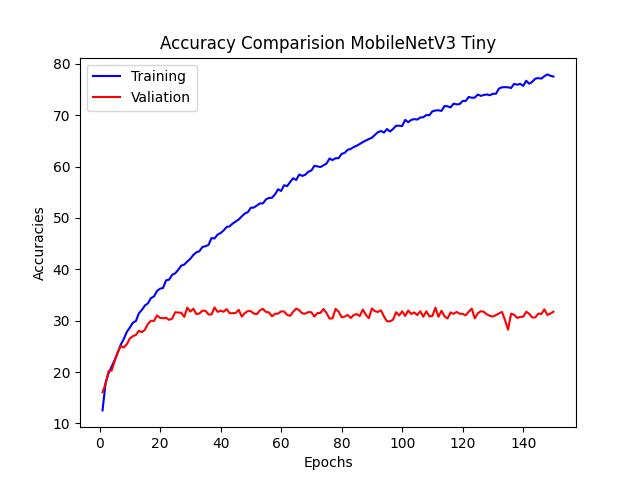 Accuracy Comparision MobileNetV3 Tiny
Training
Valiation
Accuracies
80
70
60
50
40
30
20
10
0 20 40 60 80 100 120 140
Epochs